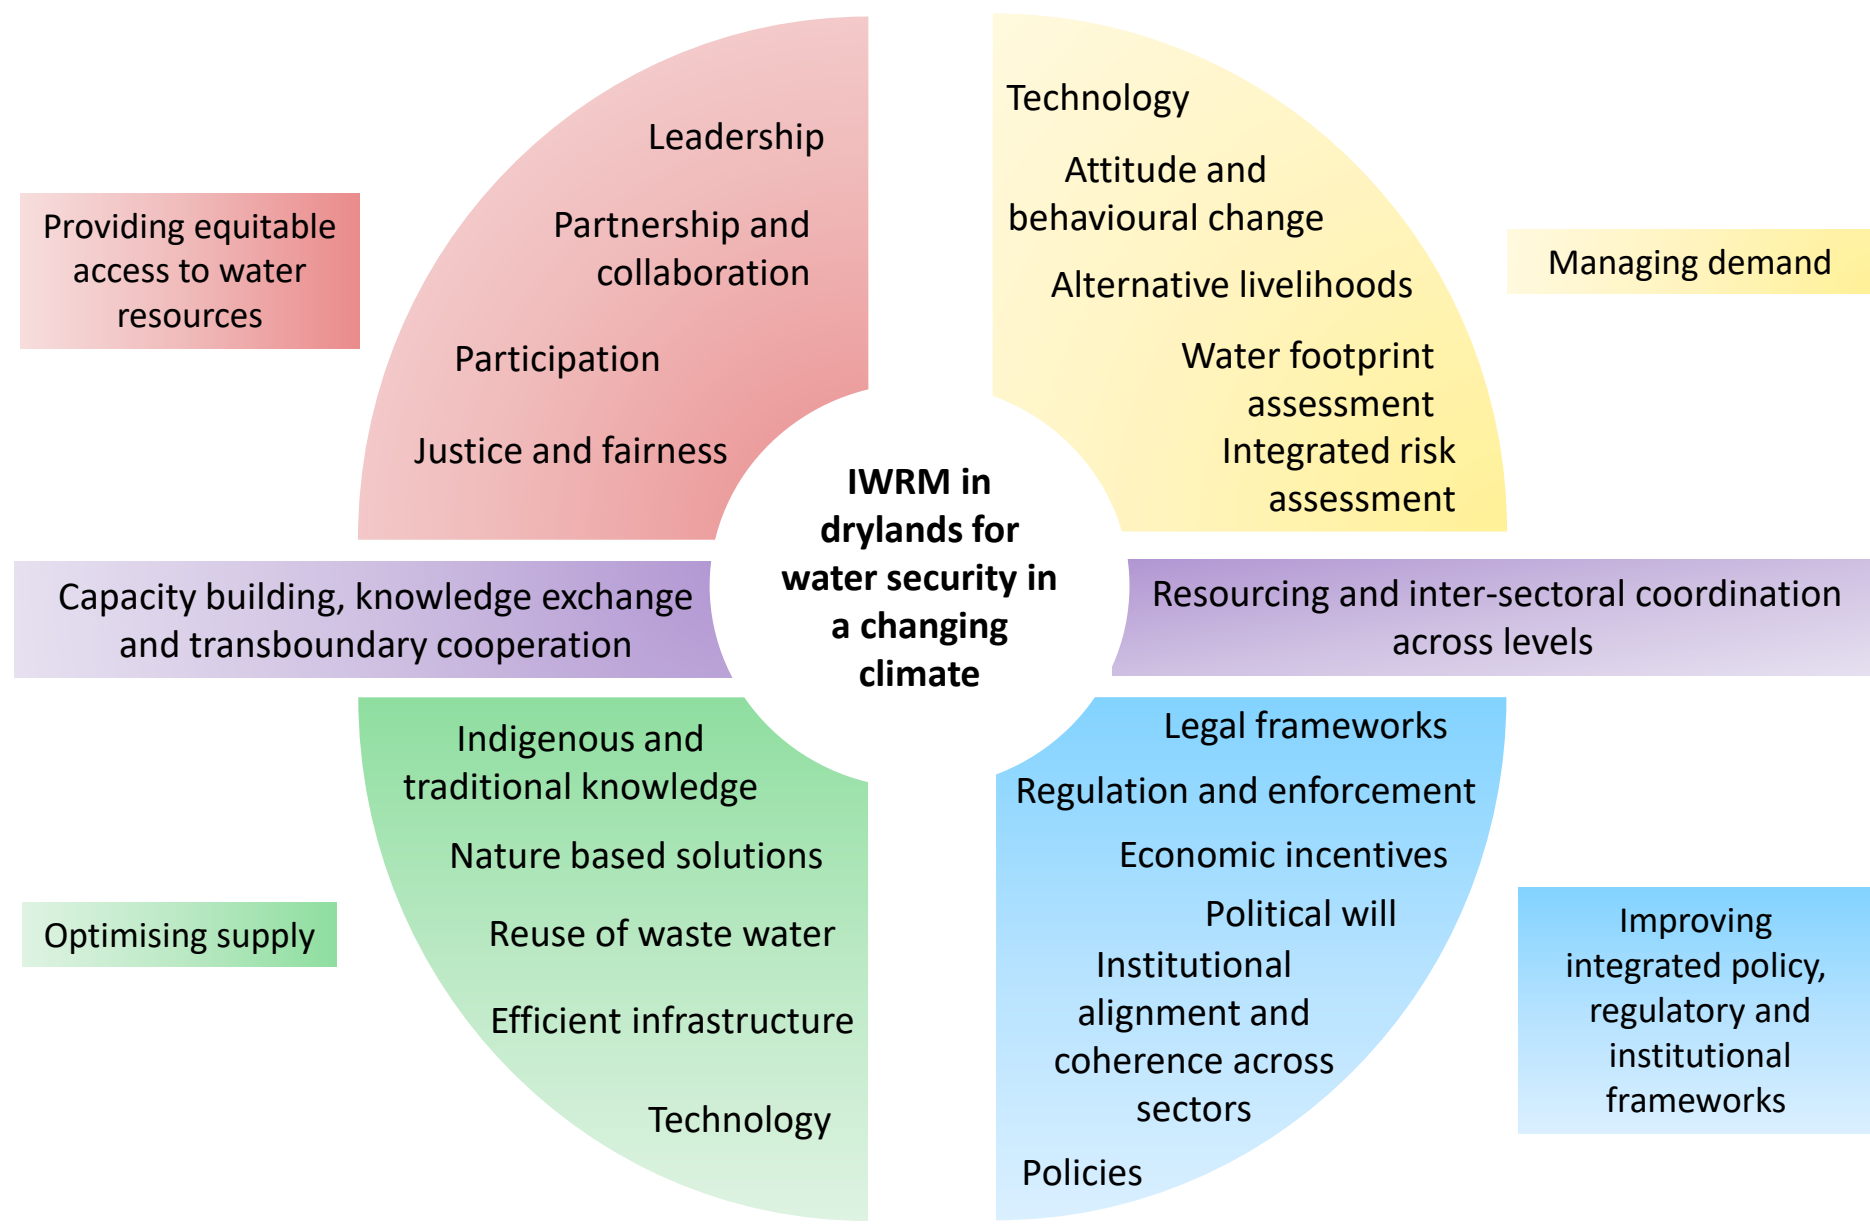 Providing equitable
access to water
resources
Leadership
Partnership and
collaboration
Participation
Justice and fairness
Technology
Attitude and
behavioural change
Alternative livelihoods
Water footprint
assessment
Integrated risk
assessment
Managing demand
Capacity building, knowledge exchange
and transboundary cooperation
IWRM in
drylands for
water security in
a changing
climate
Resourcing and inter-sectoral coordination
across levels
Optimising supply
Indigenous and
traditional knowledge
Nature based solutions
Reuse of waste water
Efficient infrastructure
Technology
Legal frameworks
Regulation and enforcement
Economic incentives
Political will
Institutional
alignment and
coherence across
sectors
Policies
Improving
integrated policy,
regulatory and
institutional
frameworks